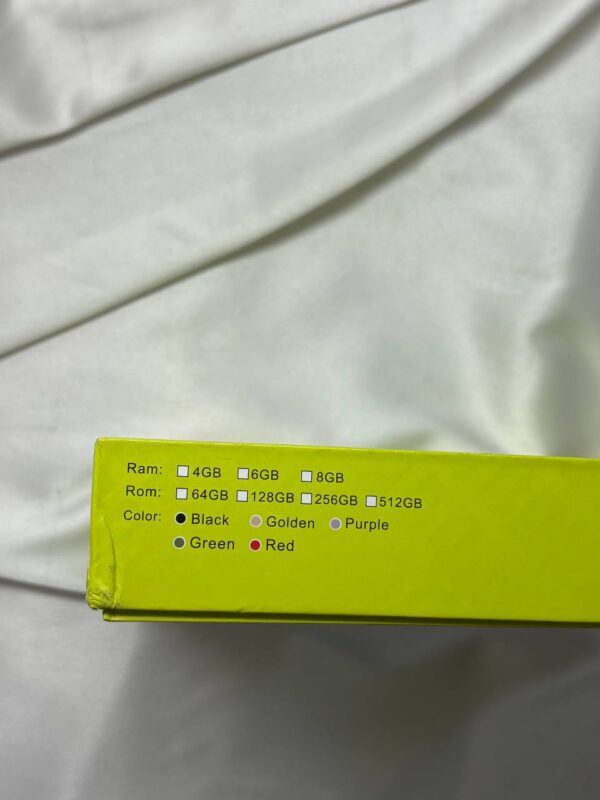 Ram: ☐ 4GB ☐ 6GB ☐ 8GB
Rom: ☐ 64GB ☐ 128GB ☐ 256GB ☐ 512GB
Color: ● Black ● Golden ● Purple
● Green ● Red